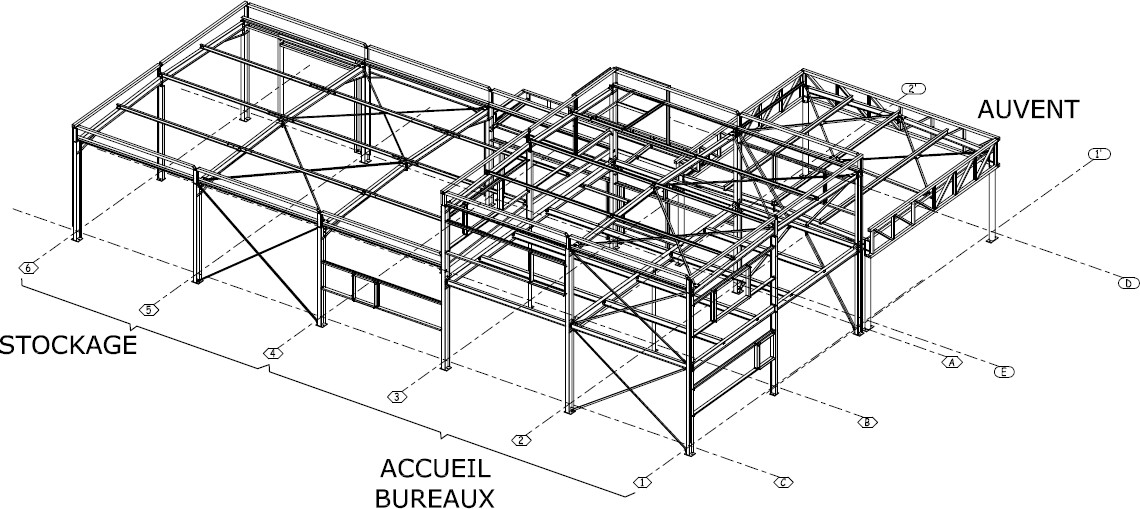 2'
AUVENT
1'
6
D
5
STOCKAGE
4
A
E
3
B
2
ACCUEIL
BUREAUX
1
C